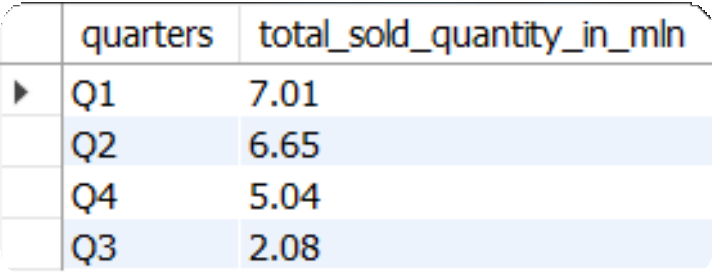 quarters total_sold_quantity_in_mln
Q1 7.01
Q2 6.65
Q4 5.04
Q3 2.08